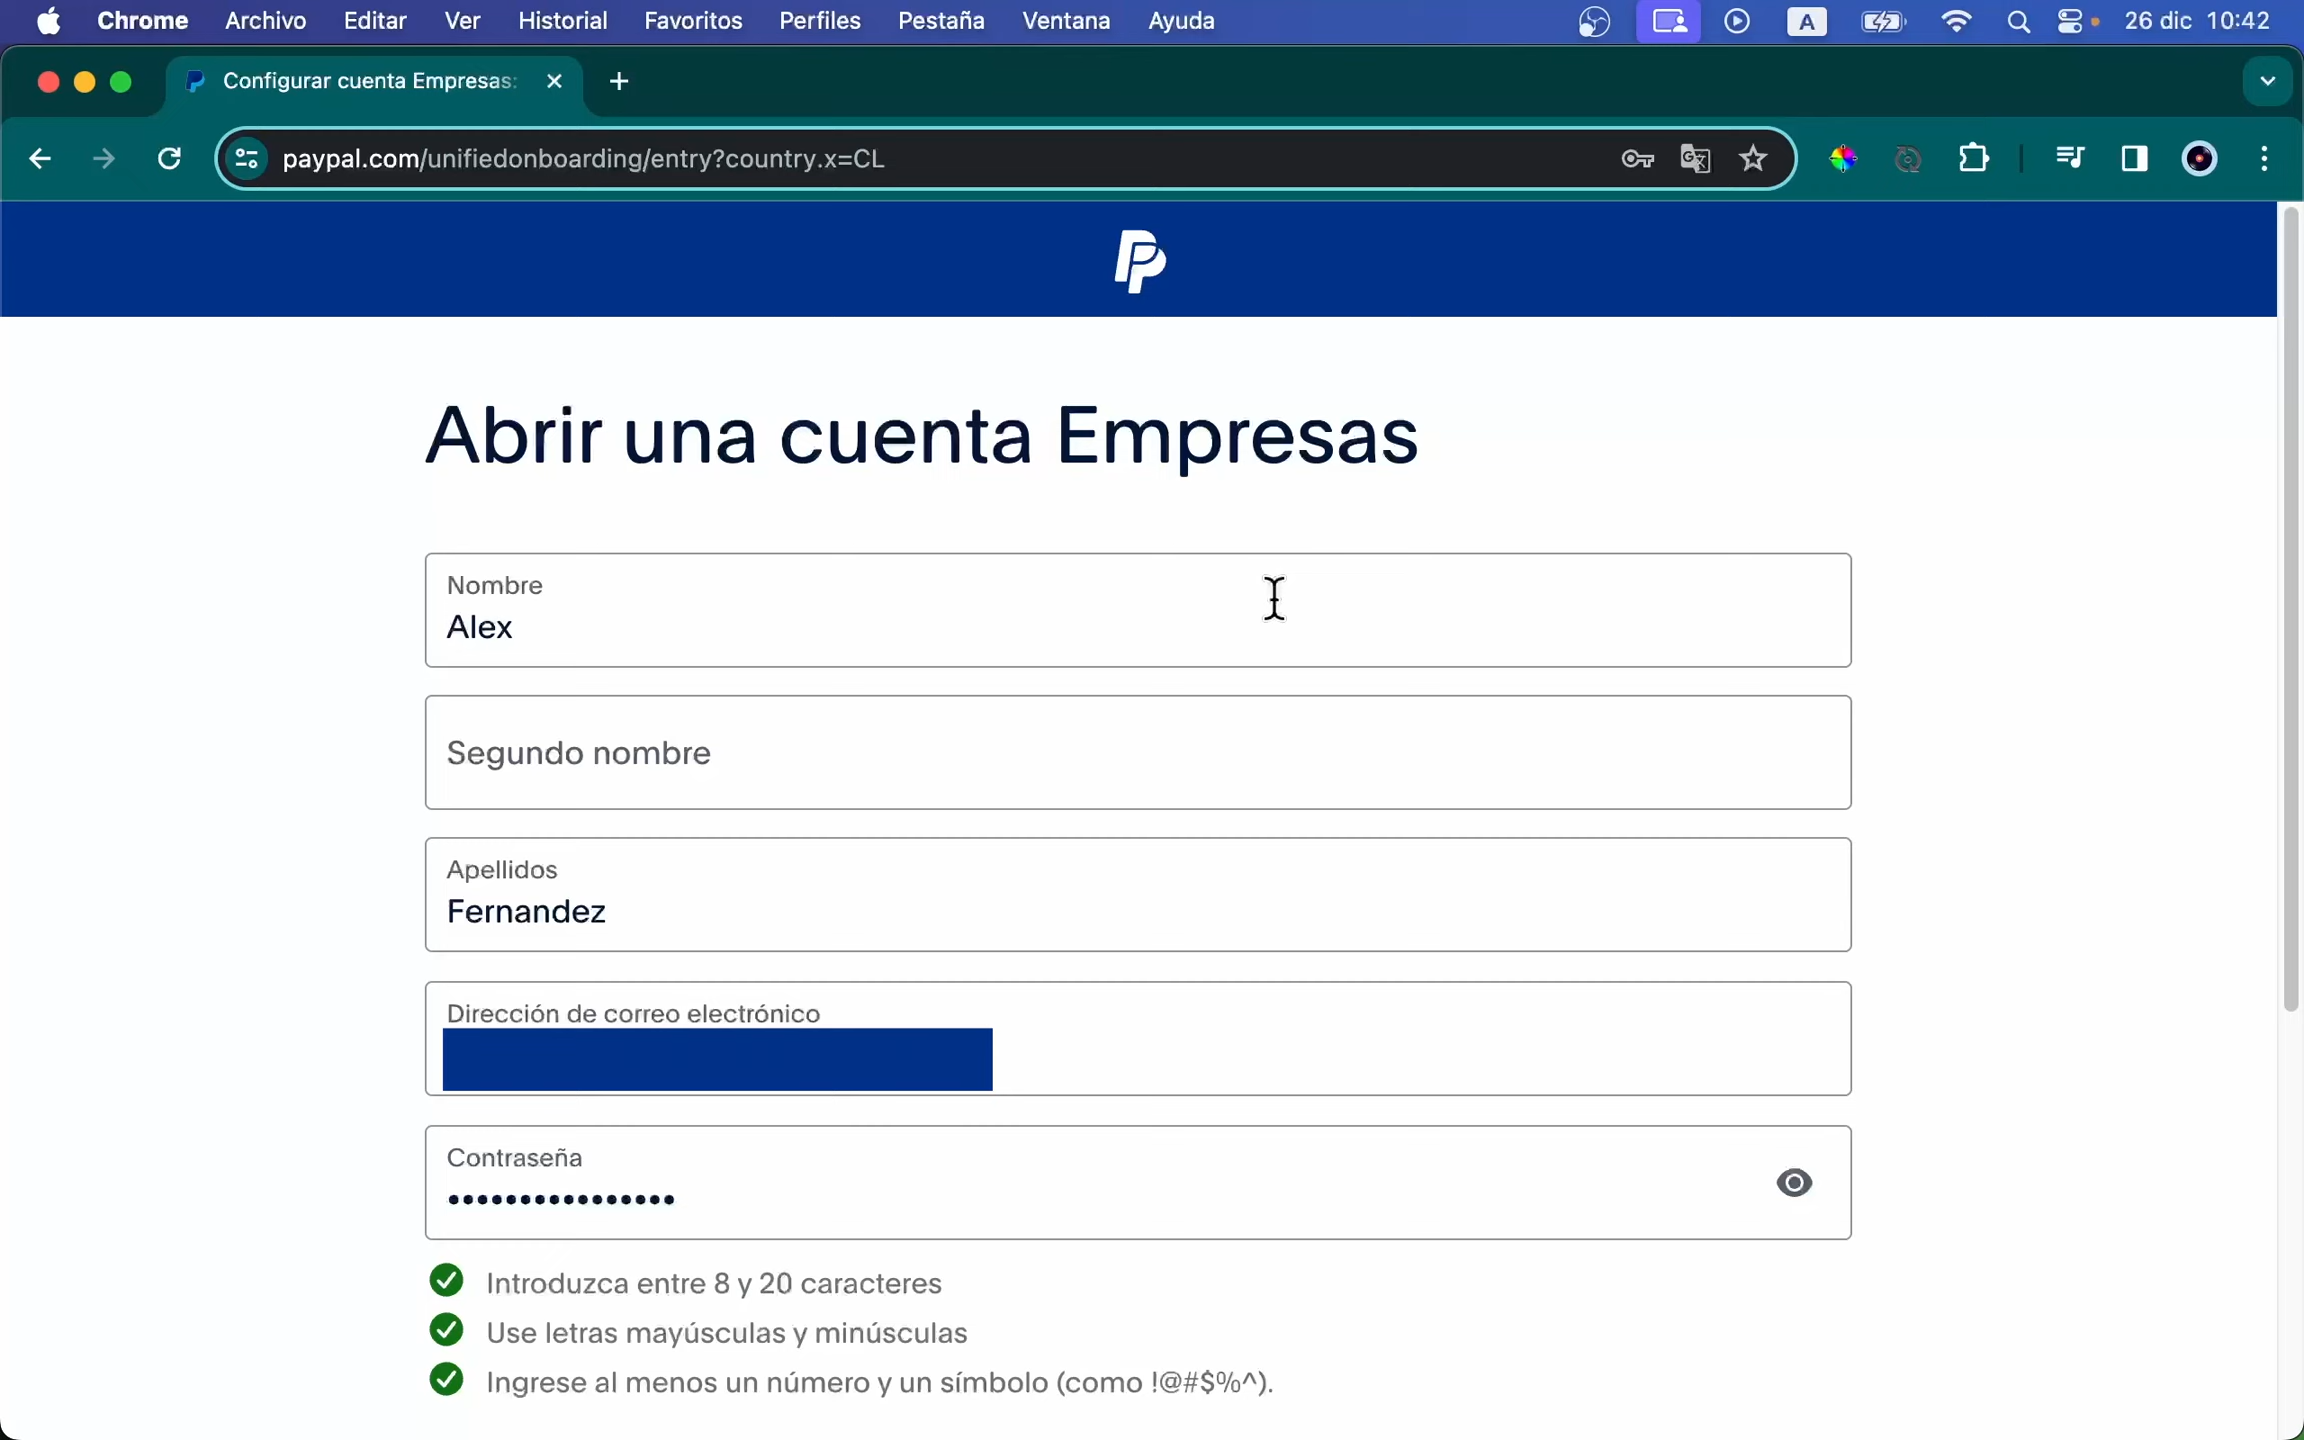 Chrome Archivo Editar Ver Historial Favoritos Perfiles Pestaña Ventana Ayuda A 26 dic 10:42
Configurar cuenta Empresas:
paypal.com/unifiedonboarding/entry?country.x=CL
Abrir una cuenta Empresas
Nombre
Alex
Segundo nombre
Apellidos
Fernandez
Dirección de correo electrónico
Contraseña
Introduzca entre 8 y 20 caracteres
Use letras mayúsculas y minúsculas
Ingrese al menos un número y un símbolo (como !@#$%^).